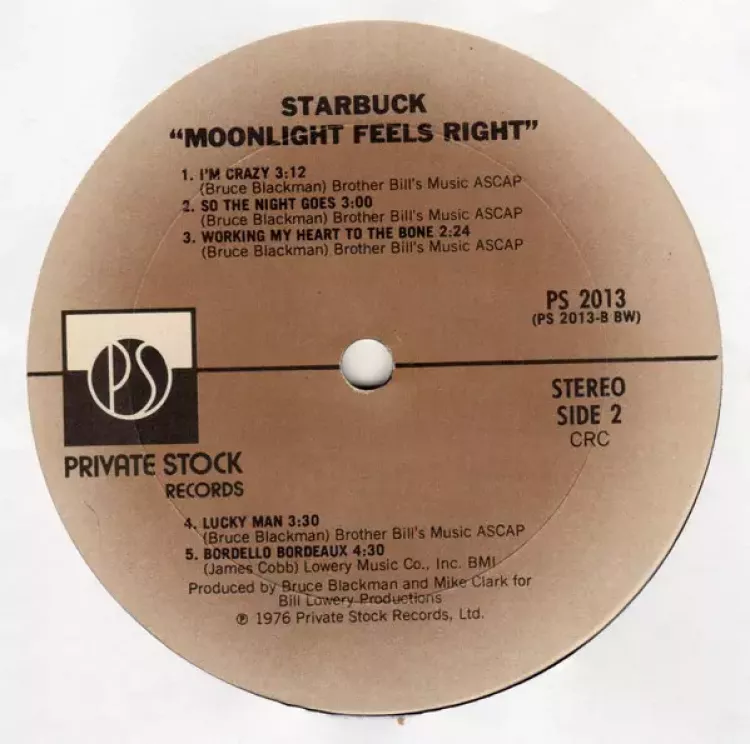 STARBUCK
"MOONLIGHT FEELS RIGHT"
1. I'M CRAZY 3:12
(Bruce Blackman) Brother Bill's Music ASCAP
2. SO THE NIGHT GOES 3:00
(Bruce Blackman) Brother Bill's Music ASCAP
3. WORKING MY HEART TO THE BONE 2:24
(Bruce Blackman) Brother Bill's Music ASCAP
PS 2013
(PS 2013-B BW)
PS
STEREO
SIDE 2
CRC
PRIVATE STOCK
RECORDS
4. LUCKY MAN 3:30
(Bruce Blackman) Brother Bill's Music ASCAP
5. BORDELLO BORDEAUX 4:30
(James Cobb) Lowery Music Co., Inc. BMI
Produced by Bruce Blackman and Mike Clark for
Bill Lowery Productions
℗ 1976 Private Stock Records, Ltd.